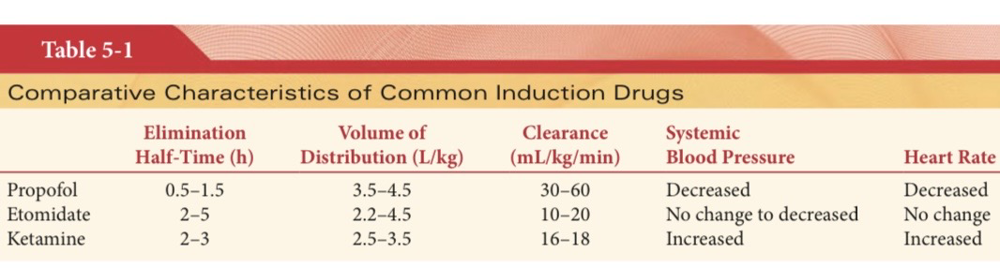 Table 5-1
Comparative Characteristics of Common Induction Drugs
Elimination Volume of Clearance Systemic
Half-Time (h) Distribution (L/kg) (mL/kg/min) Blood Pressure Heart Rate
Propofol 0.5–1.5 3.5–4.5 30–60 Decreased Decreased
Etomidate 2–5 2.2–4.5 10–20 No change to decreased No change
Ketamine 2–3 2.5–3.5 16–18 Increased Increased